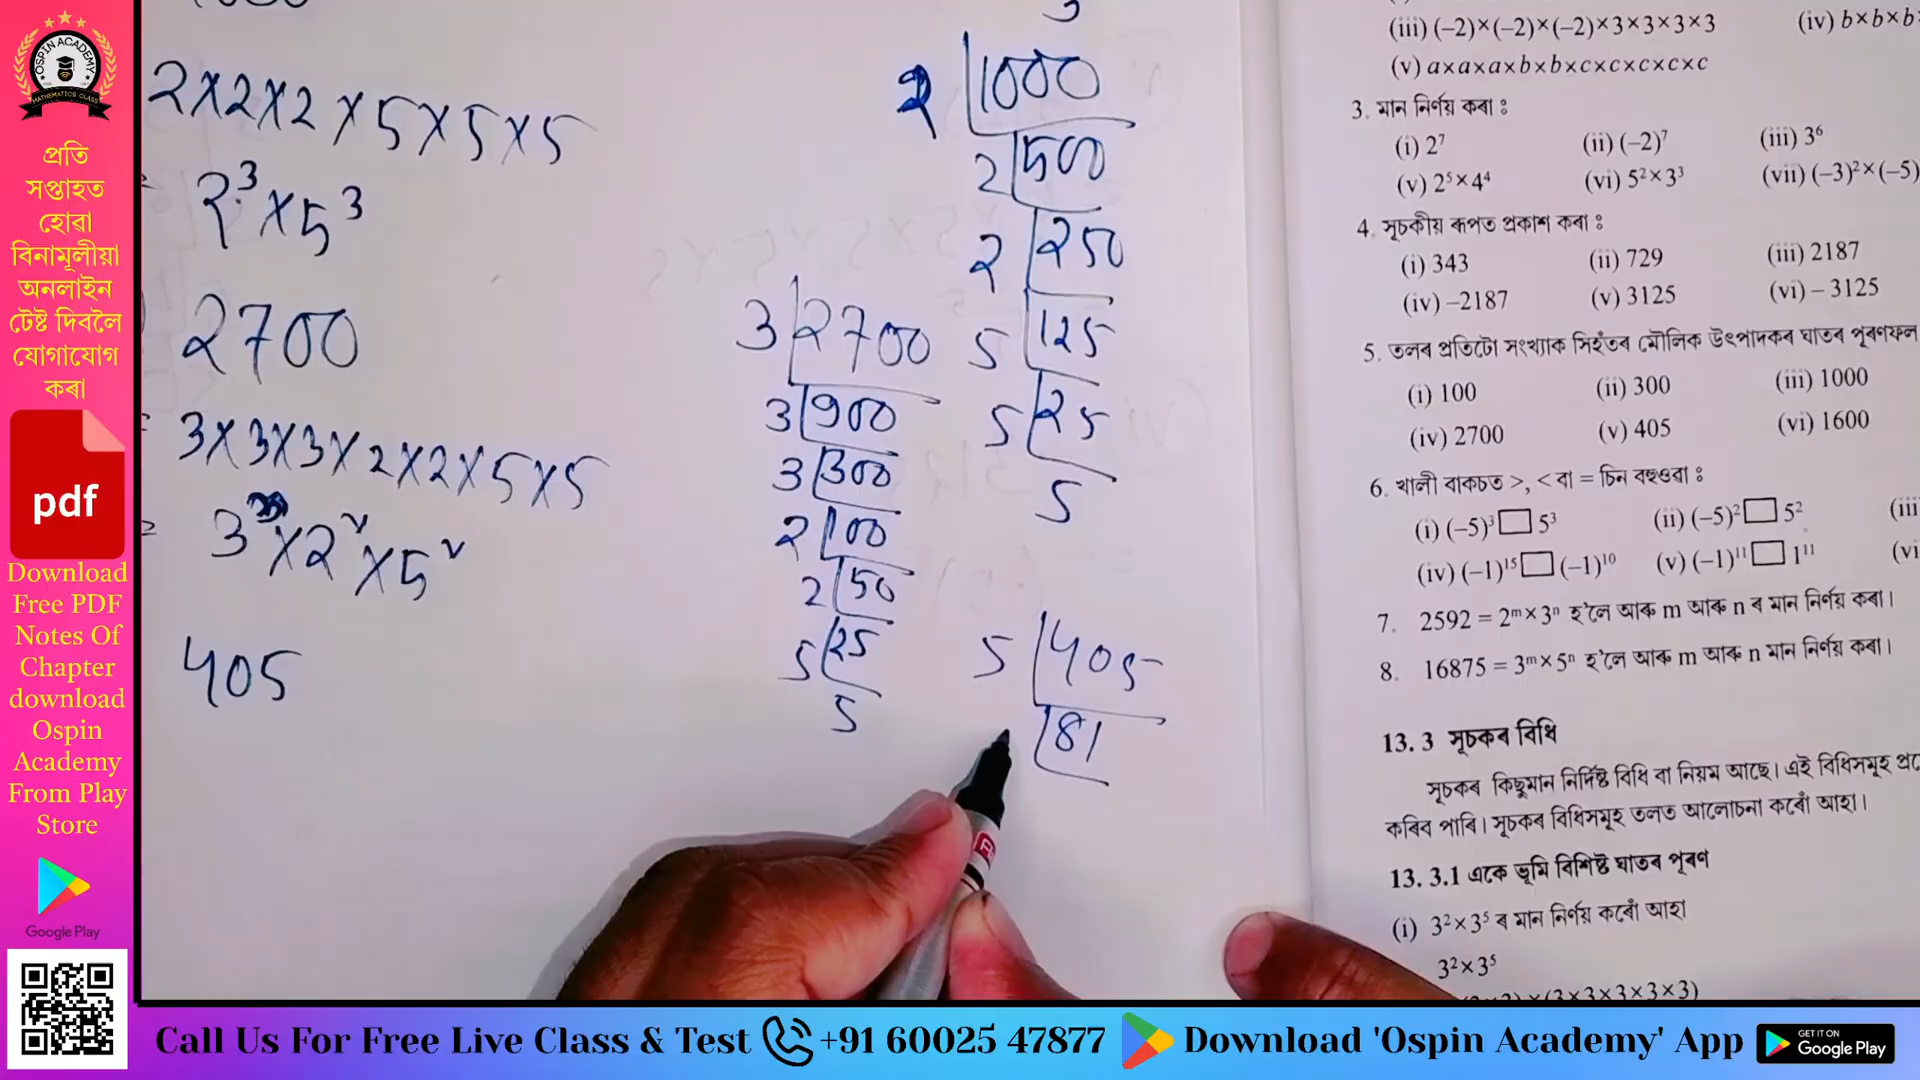 OSPIN ACADEMY
MATHEMATICS CLASS
প্ৰতি
সপ্তাহত
হোৱা
বিনামূলীয়া
অনলাইন
টেষ্ট দিবলৈ
যোগাযোগ
কৰা
pdf
Download
Free PDF
Notes Of
Chapter
download
Ospin
Academy
From Play
Store
Google Play
2×2×2×5×5×5
2³×5³
2700
3×3×3×2×2×5×5
3³×2²×5²
405
3 2700
3 900
3 300
2 100
2 50
5 25
5
2 1000
2 500
2 250
5 125
5 25
5
5 405
81
(iii) (–2)×(–2)×(–2)×3×3×3×3 (iv) b×b×b
(v) a×a×a×b×b×c×c×c×c×c
3. মান নিৰ্ণয় কৰা ঃ
(i) 2⁷ (ii) (–2)⁷ (iii) 3⁶
(v) 2⁵×4⁴ (vi) 5²×3³ (vii) (–3)²×(–5)
4. সূচকীয় ৰূপত প্ৰকাশ কৰা ঃ
(i) 343 (ii) 729 (iii) 2187
(iv) –2187 (v) 3125 (vi) – 3125
5. তলৰ প্ৰতিটো সংখ্যাক সিহঁতৰ মৌলিক উৎপাদকৰ ঘাতৰ পূৰণফল
(i) 100 (ii) 300 (iii) 1000
(iv) 2700 (v) 405 (vi) 1600
6. খালী বাকচত >, < বা = চিন বহুওৱা ঃ
(i) (–5)³ □ 5³ (ii) (–5)² □ 5² (iii
(iv) (–1)¹⁵ □ (–1)¹⁰ (v) (–1)¹¹ □ 1¹¹ (vi
7. 2592 = 2ᵐ×3ⁿ হ'লে আৰু m আৰু n ৰ মান নিৰ্ণয় কৰা।
8. 16875 = 3ᵐ×5ⁿ হ'লে আৰু m আৰু n মান নিৰ্ণয় কৰা।
13. 3 সূচকৰ বিধি
সূচকৰ কিছুমান নিৰ্দিষ্ট বিধি বা নিয়ম আছে। এই বিধিসমূহ
কৰিব পাৰি। সূচকৰ বিধিসমূহ তলত আলোচনা কৰোঁ আহা।
13. 3.1 একে ভূমি বিশিষ্ট ঘাতৰ পূৰণ
(i) 3²×3⁵ ৰ মান নিৰ্ণয় কৰোঁ আহা
3²×3⁵
×(3×3×3×3×3)
Call Us For Free Live Class & Test +91 60025 47877 Download 'Ospin Academy' App GET IT ON Google Play